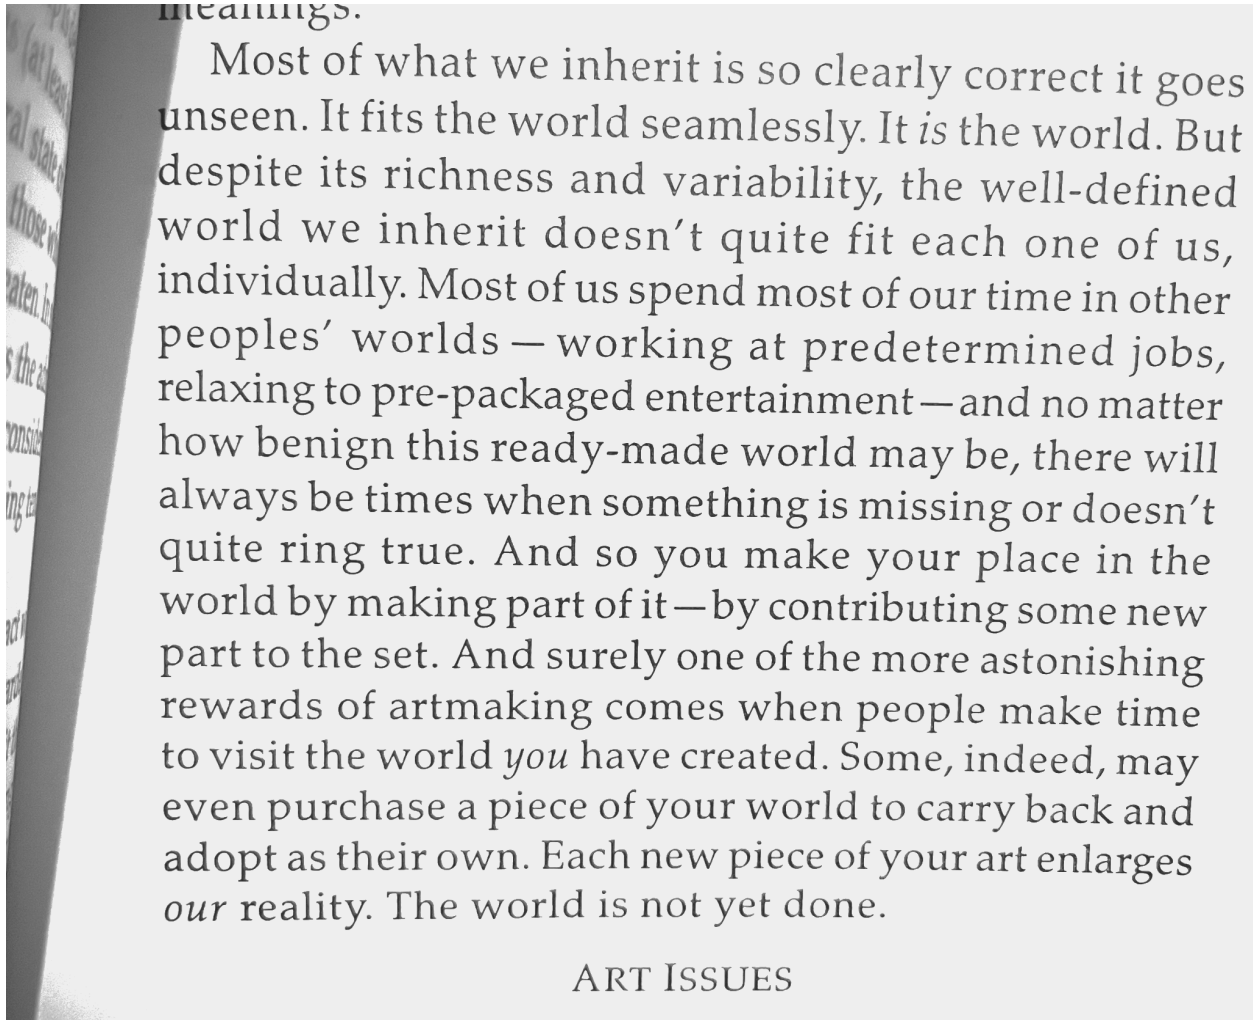 meanings.
Most of what we inherit is so clearly correct it goes
unseen. It fits the world seamlessly. It is the world. But
despite its richness and variability, the well-defined
world we inherit doesn't quite fit each one of us,
individually. Most of us spend most of our time in other
peoples' worlds — working at predetermined jobs,
relaxing to pre-packaged entertainment—and no matter
how benign this ready-made world may be, there will
always be times when something is missing or doesn't
quite ring true. And so you make your place in the
world by making part of it—by contributing some new
part to the set. And surely one of the more astonishing
rewards of artmaking comes when people make time
to visit the world you have created. Some, indeed, may
even purchase a piece of your world to carry back and
adopt as their own. Each new piece of your art enlarges
our reality. The world is not yet done.
ART ISSUES